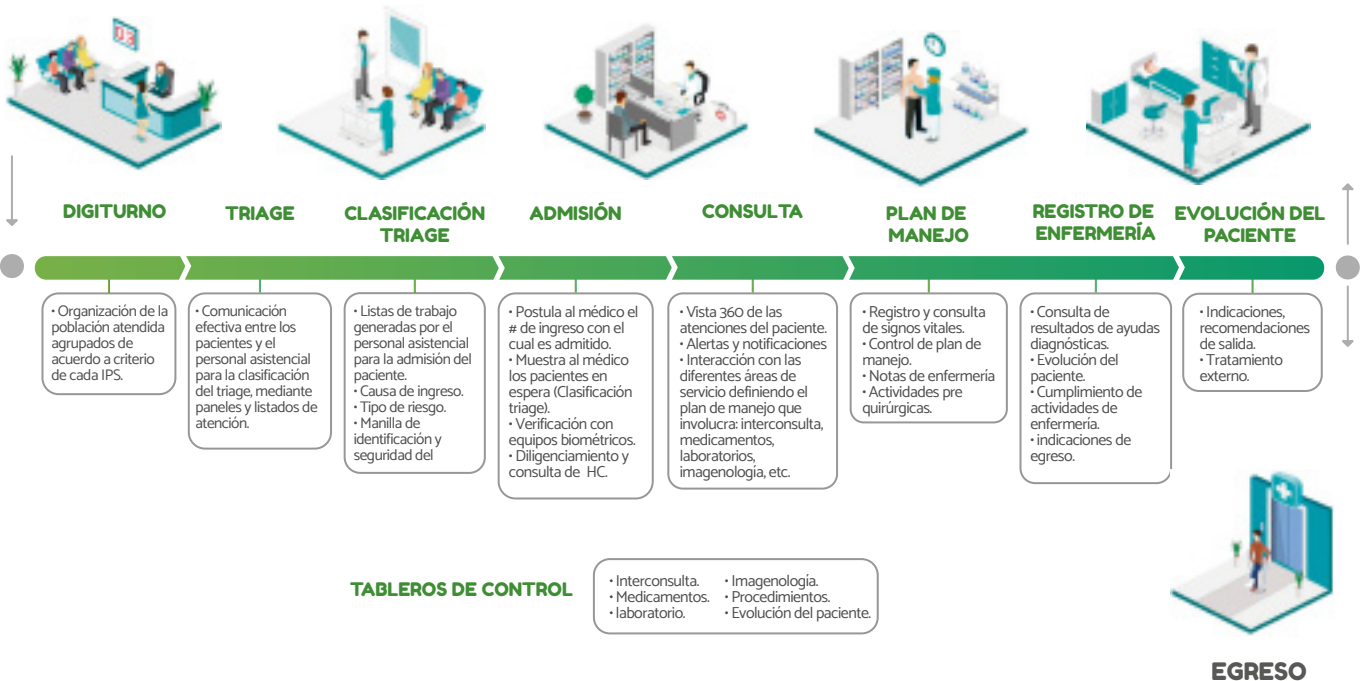 03
DIGITURNO
TRIAGE
CLASIFICACIÓN
TRIAGE
ADMISIÓN
CONSULTA
PLAN DE
MANEJO
REGISTRO DE
ENFERMERÍA
EVOLUCIÓN DEL
PACIENTE
• Organización de la
población atendida
agrupados de
acuerdo a criterio
de cada IPS.
• Comunicación
efectiva entre los
pacientes y el
personal asistencial
para la clasificación
del triage, mediante
paneles y listados de
atención.
• Listas de trabajo
generadas por el
personal asistencial
para la admisión del
paciente.
• Causa de ingreso.
• Tipo de riesgo.
• Manilla de
identificación y
seguridad del
• Postula al médico el
# de ingreso con el
cual es admitido.
• Muestra al médico
los pacientes en
espera (Clasificación
triage).
• Verificación con
equipos biométricos.
• Diligenciamiento y
consulta de HC.
• Vista 360 de las
atenciones del paciente.
• Alertas y notificaciones
• Interacción con las
diferentes áreas de
servicio definiendo el
plan de manejo que
involucra: interconsulta,
medicamentos,
laboratorios,
imagenología, etc.
• Registro y consulta
de signos vitales.
• Control de plan de
manejo.
• Notas de enfermería
• Actividades pre
quirúrgicas.
• Consulta de
resultados de ayudas
diagnósticas.
• Evolución del
paciente.
• Cumplimiento de
actividades de
enfermería.
• indicaciones de
egreso.
• Indicaciones,
recomendaciones
de salida.
• Tratamiento
externo.
TABLEROS DE CONTROL
• Interconsulta.
• Medicamentos.
• laboratorio.
• Imagenología.
• Procedimientos.
• Evolución del paciente.
EGRESO